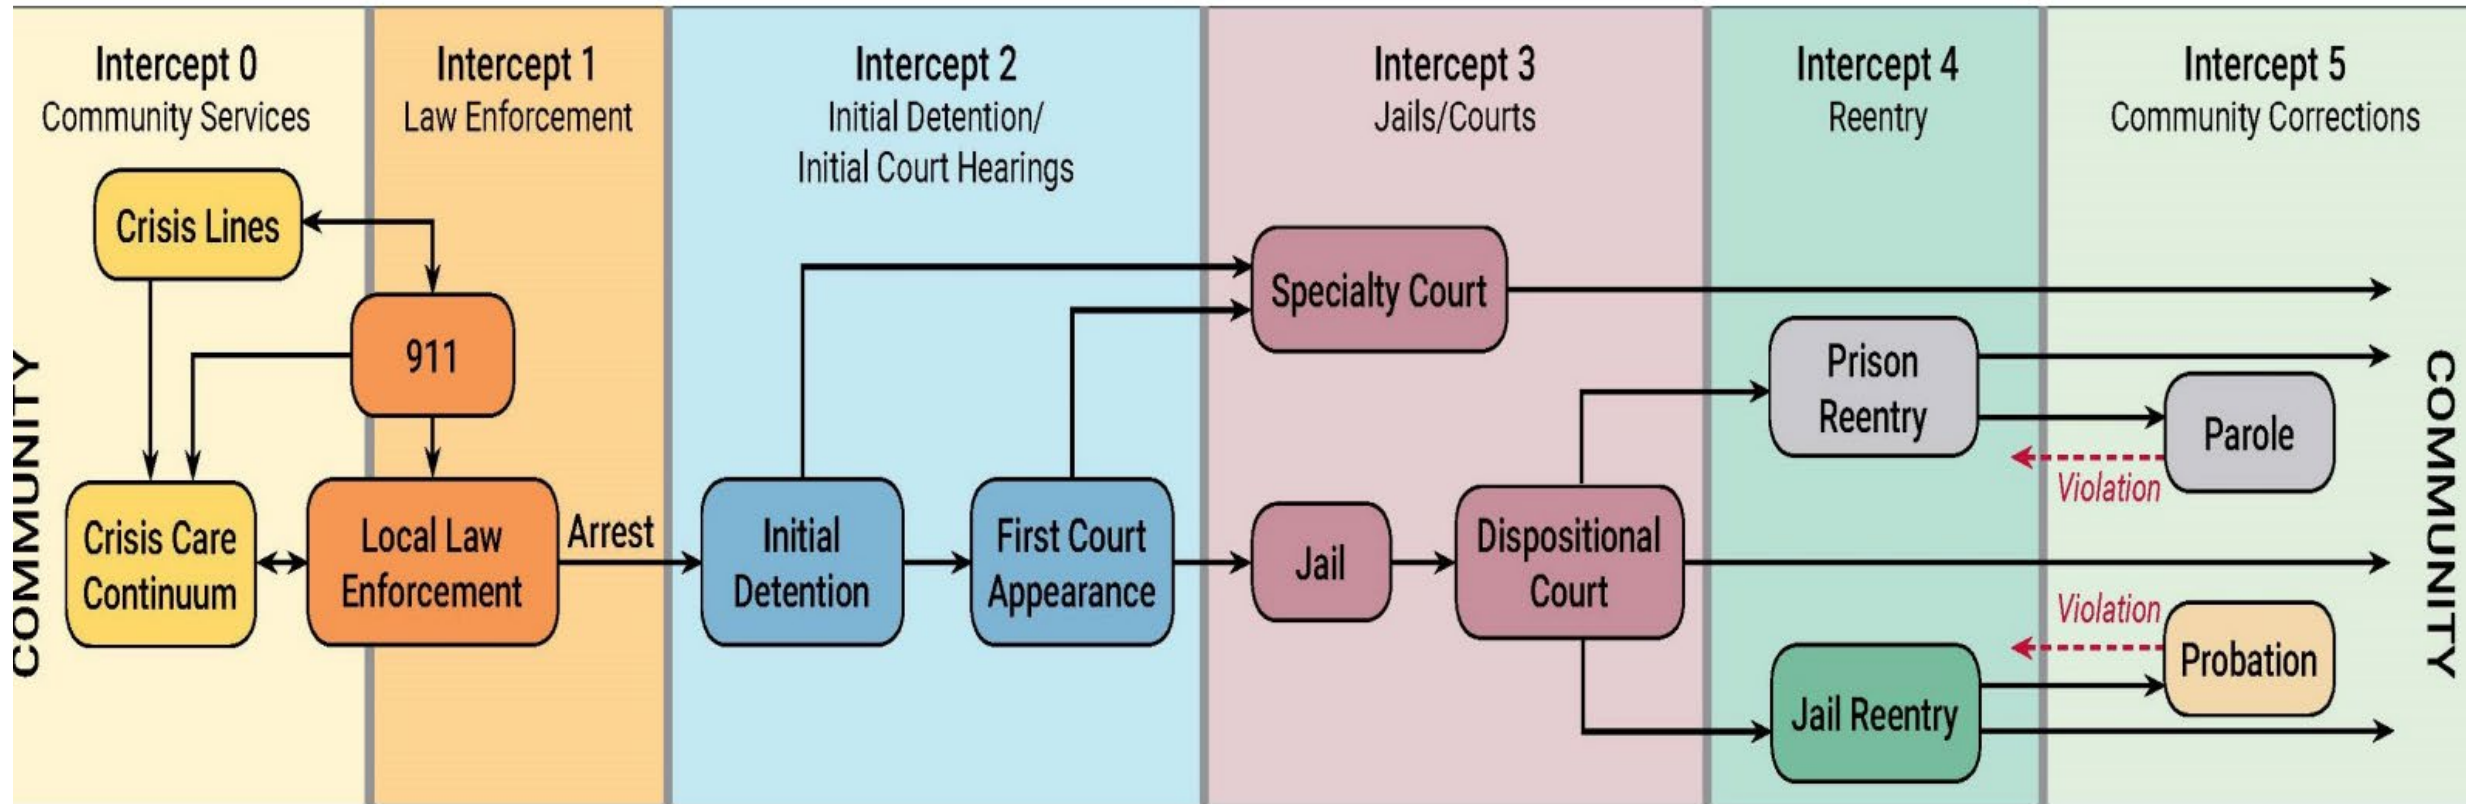 Intercept 0
Community Services
Intercept 1
Law Enforcement
Intercept 2
Initial Detention/
Initial Court Hearings
Intercept 3
Jails/Courts
Intercept 4
Reentry
Intercept 5
Community Corrections
COMMUNITY
Crisis Lines
911
Crisis Care
Continuum
Local Law
Enforcement
Arrest
Initial
Detention
First Court
Appearance
Specialty Court
Jail
Dispositional
Court
Prison
Reentry
Jail Reentry
Parole
Violation
Violation
Probation
COMMUNITY